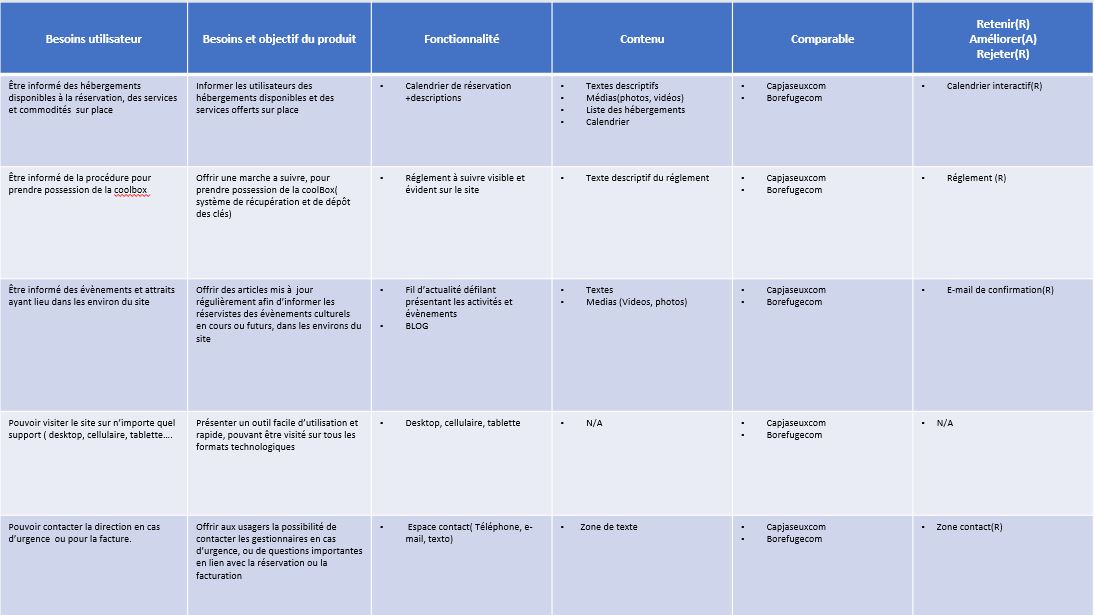 Besoins utilisateur
Besoins et objectif du produit
Fonctionnalité
Contenu
Comparable
Retenir(R)
Améliorer(A)
Rejeter(R)
Être informé des hébergements
disponibles à la réservation, des services
et commodités  sur place
Informer les utilisateurs des
hébergements disponibles et des
services offerts sur place
• Calendrier de réservation
+descriptions
• Textes descriptifs
• Médias(photos, vidéos)
• Liste des hébergements
• Calendrier
• Capjaseuxcom
• Borefugecom
• Calendrier interactif(R)
Être informé de la procédure pour
prendre possession de la coolbox
Offrir une marche a suivre, pour
prendre possession de la coolBox(
système de récupération et de dépôt
des clés)
• Réglement à suivre visible et
évident sur le site
• Texte descriptif du réglement
• Capjaseuxcom
• Borefugecom
• Réglement (R)
Être informé des évènements et attraits
ayant lieu dans les environ du site
Offrir des articles mis à  jour
régulièrement afin d'informer les
réservistes des évènements culturels
en cours ou futurs, dans les environs du
site
• Fil d'actualité défilant
présentant les activités et
évènements
• BLOG
• Textes
• Medias (Videos, photos)
• Capjaseuxcom
• Borefugecom
• E-mail de confirmation(R)
Pouvoir visiter le site sur n'importe quel
support ( desktop, cellulaire, tablette....
Présenter un outil facile d'utilisation et
rapide, pouvant être visité sur tous les
formats technologiques
• Desktop, cellulaire, tablette
• N/A
• Capjaseuxcom
• Borefugecom
• N/A
Pouvoir contacter la direction en cas
d'urgence  ou pour la facture.
Offrir aux usagers la possibilité de
contacter les gestionnaires en cas
d'urgence, ou de questions importantes
en lien avec la réservation ou la
facturation
• Espace contact( Téléphone, e-
mail, texto)
• Zone de texte
• Capjaseuxcom
• Borefugecom
• Zone contact(R)